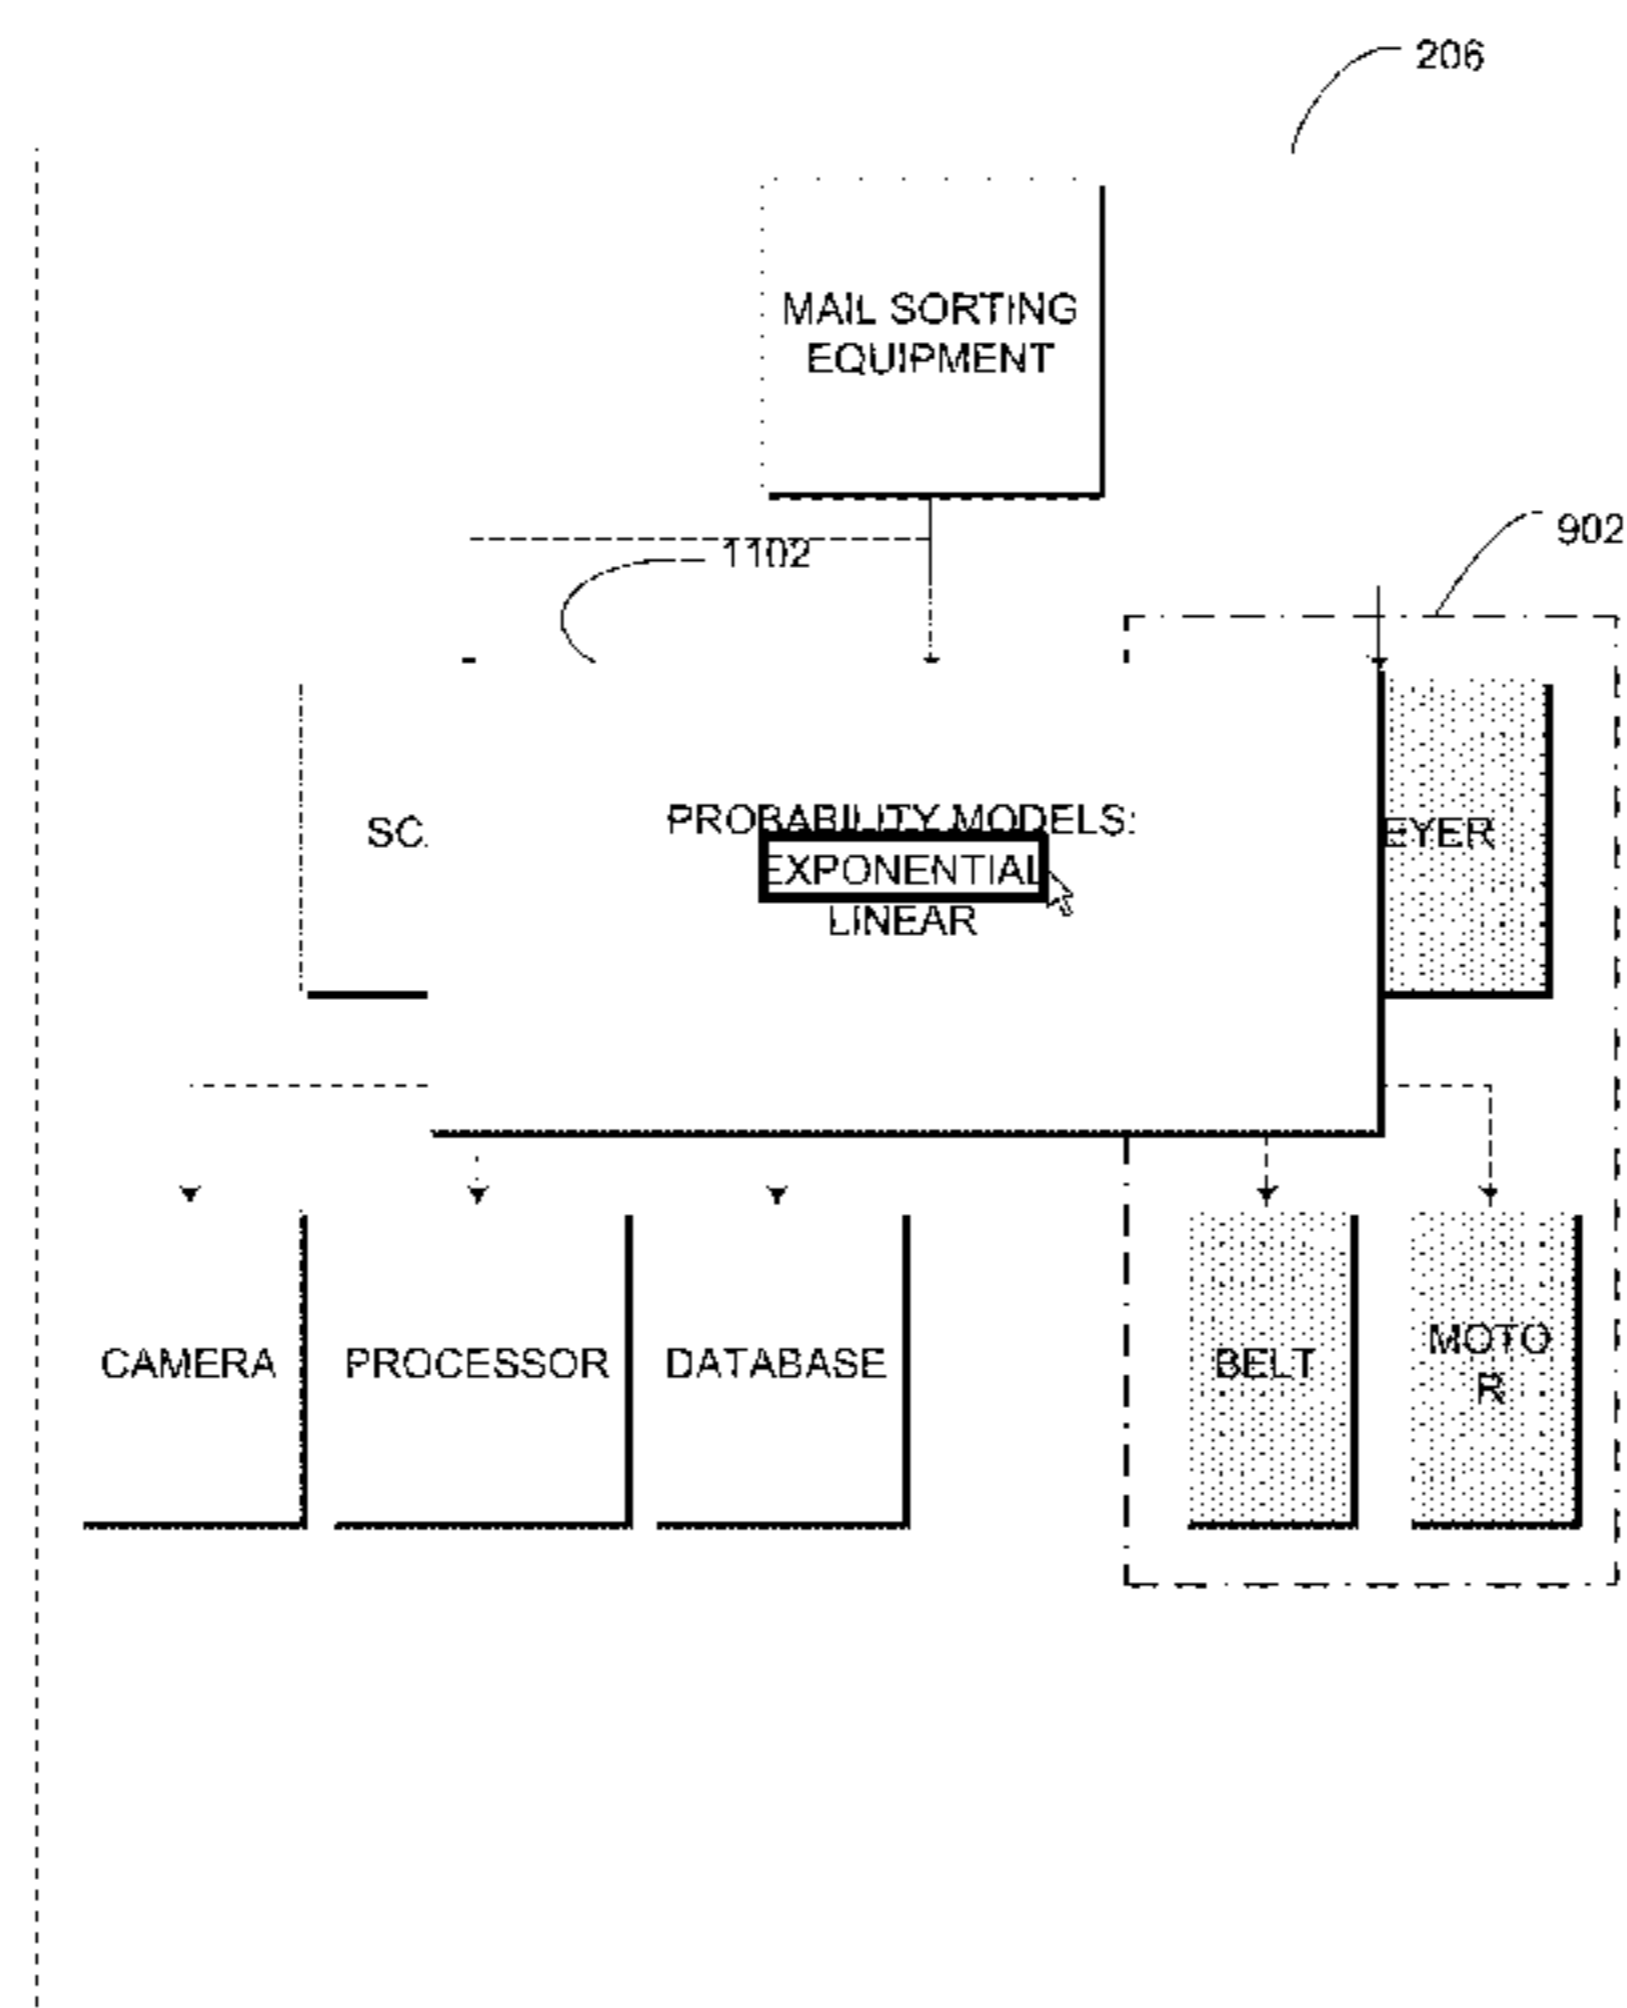 206
MAIL SORTING
EQUIPMENT
902
1102
PROBABILITY MODELS:
SC
EYER
EXPONENTIAL
LINEAR
CAMERA
PROCESSOR
DATABASE
BELT
MOTO
R